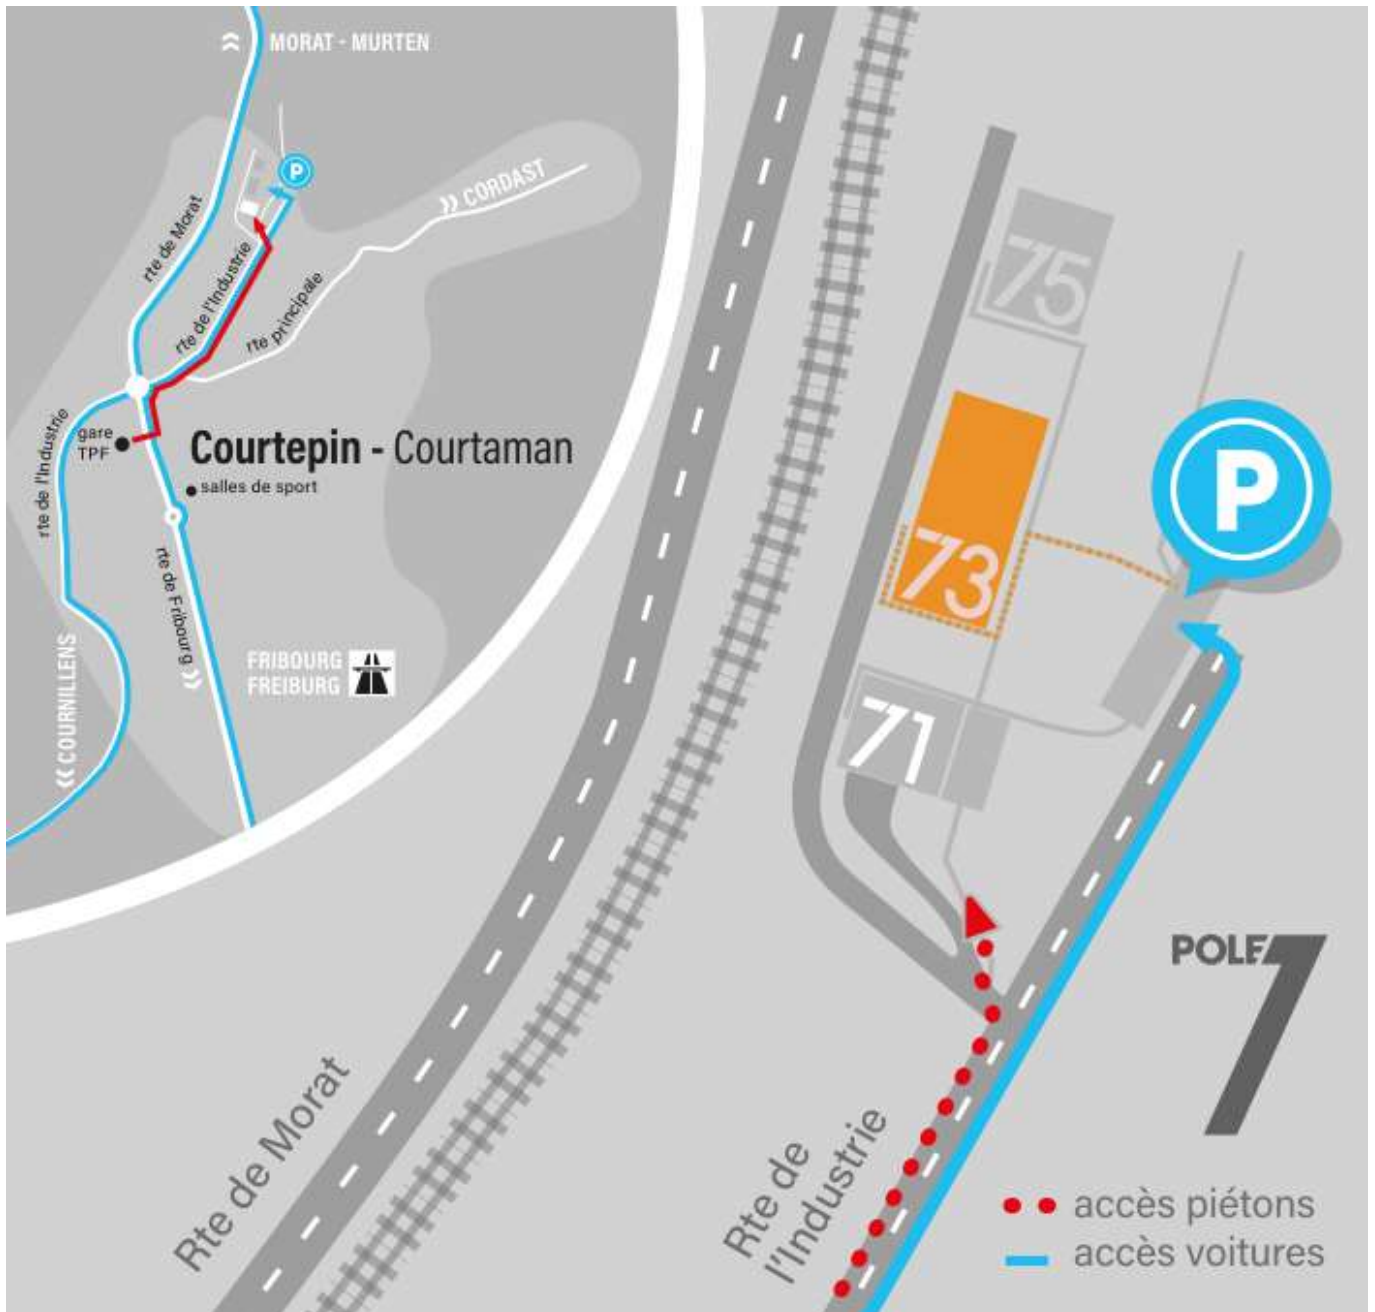 MORAT - MURTEN
P
CORDAST
rte de Morat
rte de l'Industrie
rte principale
rte de l'Industrie
gare
TPF
Courtepin - Courtaman
salles de sport
rte de Fribourg
COURNILLENS
FRIBOURG
FREIBURG
75
P
73
71
POLE 7
Rte de Morat
Rte de
l'Industrie
accès piétons
accès voitures